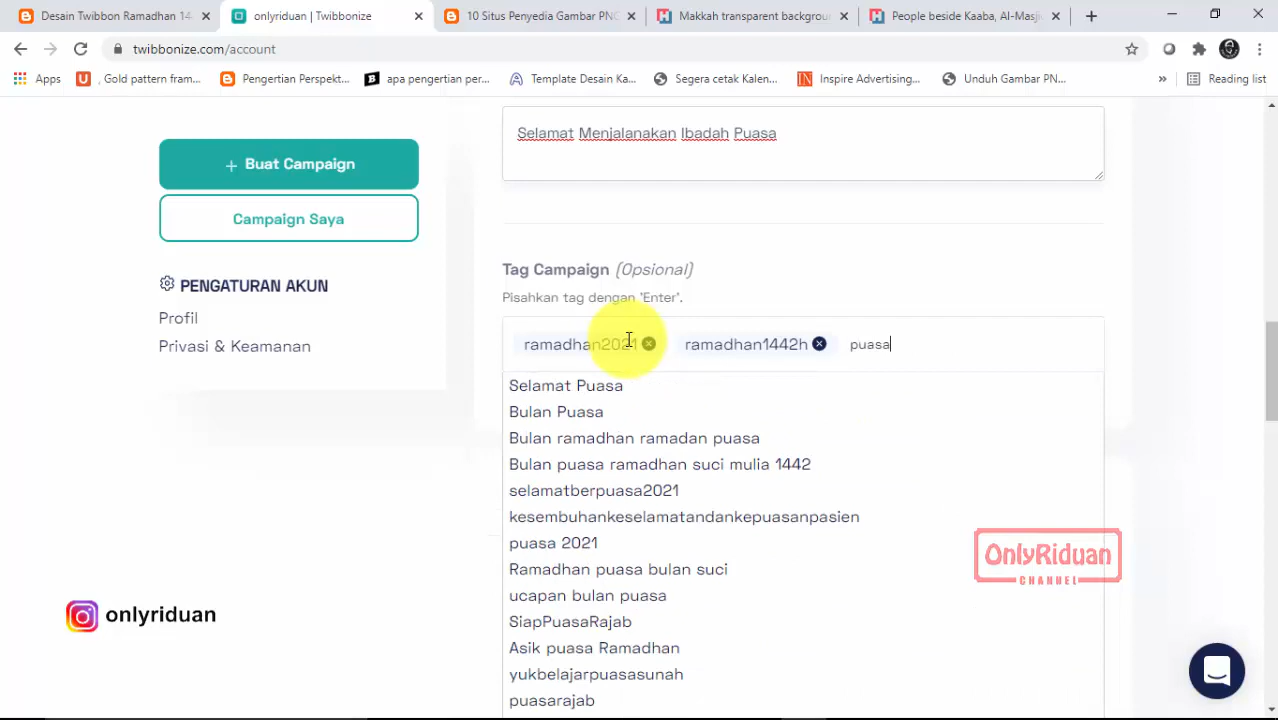 Desain Twibbon Ramadhan 14
onlyriduan | Twibbonize
10 Situs Penyedia Gambar PNG
Makkah transparent backgroun
People beside Kaaba, Al-Masji
twibbonize.com/account
Apps
, Gold pattern fram...
Pengertian Perspekt...
apa pengertian per...
Template Desain Ka...
Segera cetak Kalen...
Inspire Advertising...
Unduh Gambar PN...
»
Reading list
Selamat Menjalanakan Ibadah Puasa
+ Buat Campaign
Campaign Saya
PENGATURAN AKUN
Profil
Privasi & Keamanan
Tag Campaign (Opsional)
Pisahkan tag dengan 'Enter'.
ramadhan2021
ramadhan1442h
puasa
Selamat Puasa
Bulan Puasa
Bulan ramadhan ramadan puasa
Bulan puasa ramadhan suci mulia 1442
selamatberpuasa2021
kesembuhankeselamatandankepuasanpasien
puasa 2021
Ramadhan puasa bulan suci
ucapan bulan puasa
SiapPuasaRajab
Asik puasa Ramadhan
yukbelajarpuasasunah
puasarajab
OnlyRiduan
CHANNEL
onlyriduan